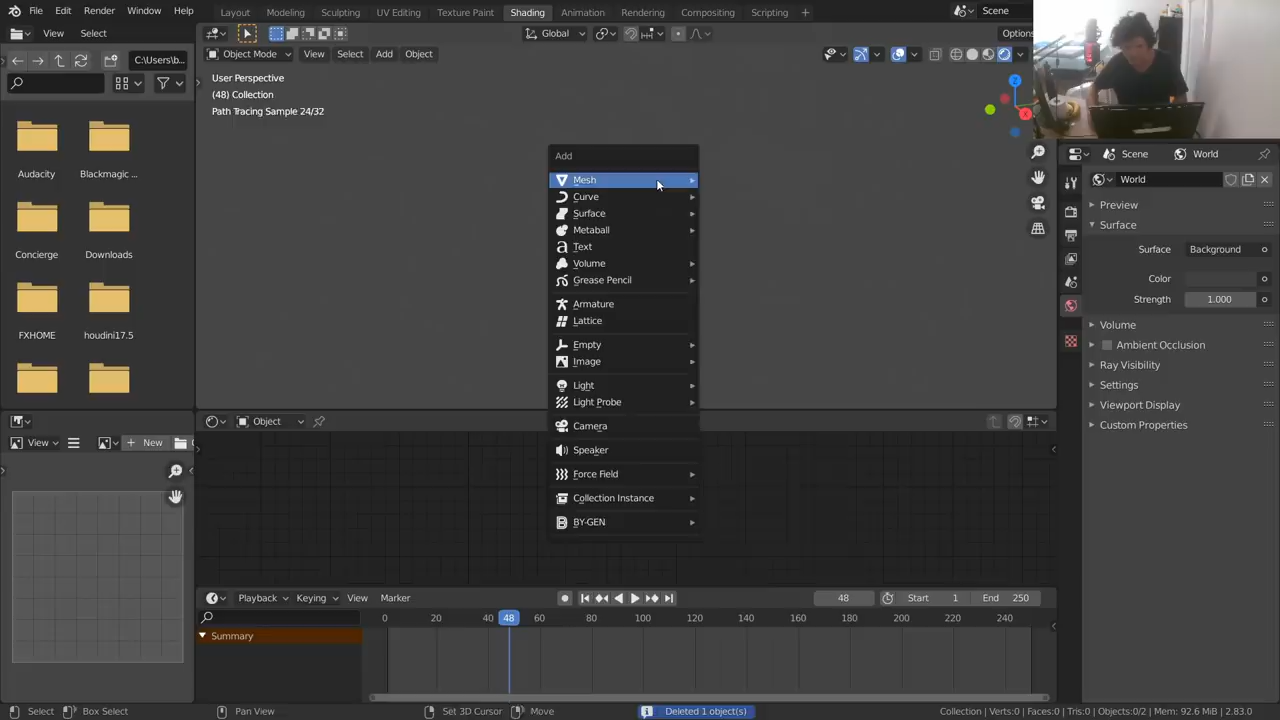 File Edit Render Window Help Layout Modeling Sculpting UV Editing Texture Paint Shading Animation Rendering Compositing Scripting Scene
View Select Global Options
C:\Users\b... Object Mode View Select Add Object
User Perspective
(48) Collection
Path Tracing Sample 24/32
Audacity Blackmagic ...
Concierge Downloads
FXHOME houdini17.5
Add
Mesh
Curve
Surface
Metaball
Text
Volume
Grease Pencil
Armature
Lattice
Empty
Image
Light
Light Probe
Camera
Speaker
Force Field
Collection Instance
BY-GEN
Z
X
Scene World
World
Preview
Surface
Surface Background
Color
Strength 1.000
Volume
Ambient Occlusion
Ray Visibility
Settings
Viewport Display
Custom Properties
View New Object
Playback Keying View Marker 48 Start 1 End 250
0 20 40 48 60 80 100 120 140 160 180 200 220 240
Summary
Select Box Select Pan View Set 3D Cursor Move Deleted 1 object(s) Collection | Verts:0 | Faces:0 | Tris:0 | Objects:0/2 | Mem: 92.6 MiB | 2.83.0